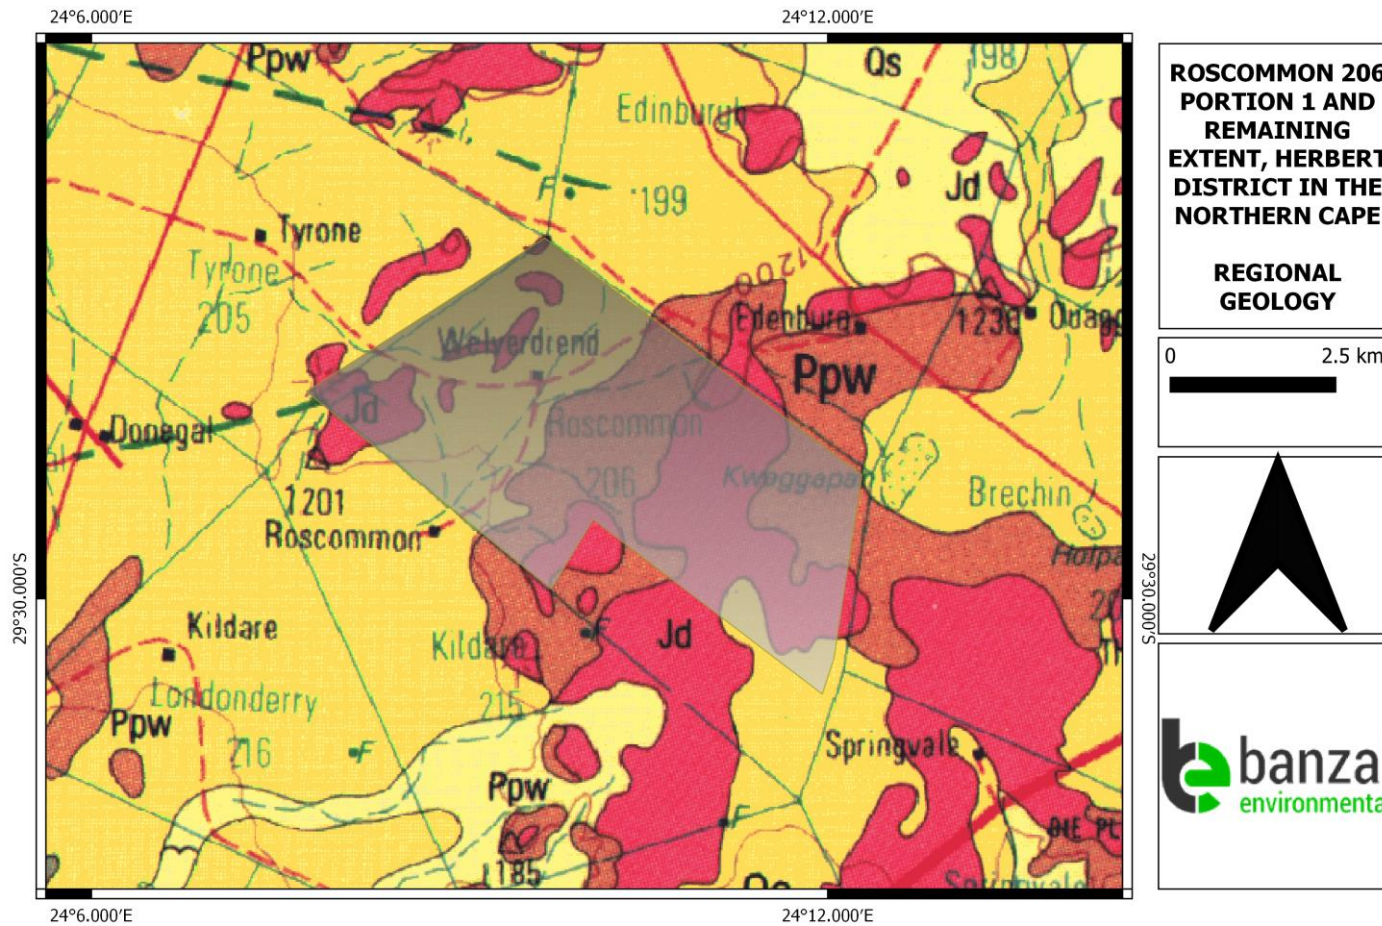 24°6.000'E
24°12.000'E
Ppw
Qs
198
Edinburgh
F
199
Jd
Tyrone
Tyrone
205
1200
Edenburg
1230
Welverdiend
Ppw
Jd
Roscommon
Donegal
206
Kweggapan
Brechin
1201
Roscommon
29°30.000'S
29°30.000'S
Kildare
Kildare
F
Jd
Londonderry
215
Ppw
216
F
Springvale
Ppw
F
1185
Springvale
24°6.000'E
24°12.000'E
ROSCOMMON 206
PORTION 1 AND
REMAINING
EXTENT, HERBERT
DISTRICT IN THE
NORTHERN CAPE
REGIONAL
GEOLOGY
0 2.5 km
banza
environmenta